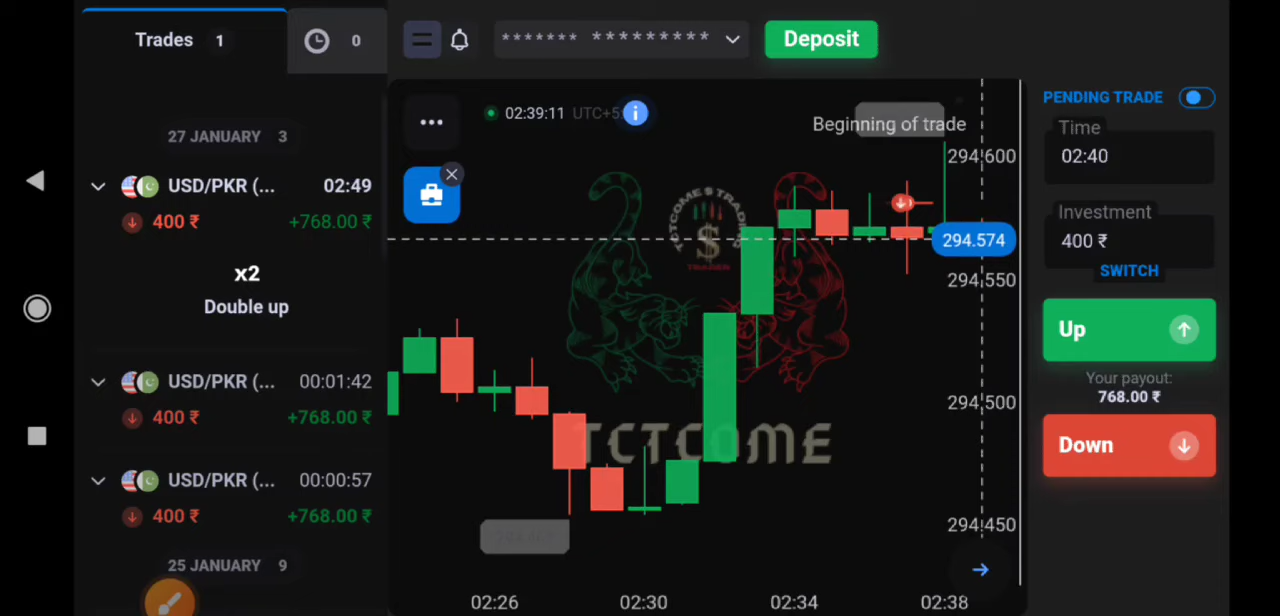 Trades 1
0
******* *********
Deposit
27 JANUARY 3
USD/PKR (... 02:49
400 ₹ +768.00 ₹
x2
Double up
USD/PKR (... 00:01:42
400 ₹ +768.00 ₹
USD/PKR (... 00:00:57
400 ₹ +768.00 ₹
25 JANUARY 9
02:39:11 UTC+5
Beginning of trade
294.600
294.574
294.550
294.500
294.450
TCTCOME
02:26 02:30 02:34 02:38
PENDING TRADE
Time
02:40
Investment
400 ₹
SWITCH
Up
Your payout:
768.00 ₹
Down